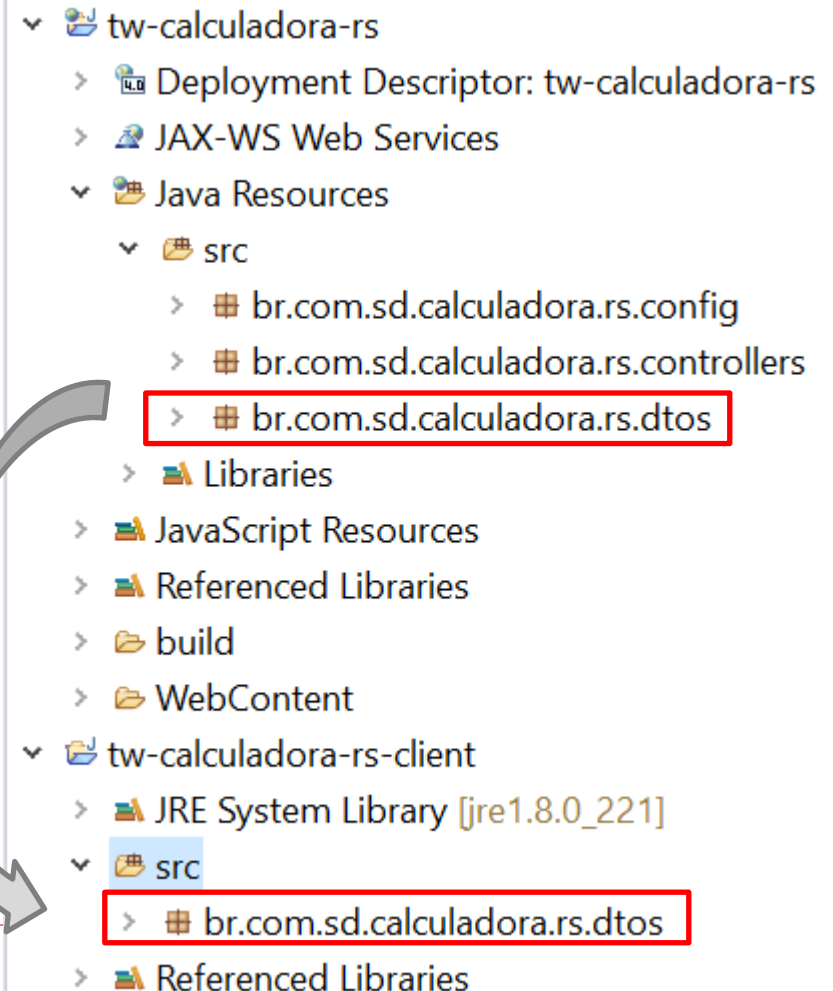 tw-calculadora-rs
4.0 Deployment Descriptor: tw-calculadora-rs
JAX-WS Web Services
Java Resources
src
br.com.sd.calculadora.rs.config
br.com.sd.calculadora.rs.controllers
br.com.sd.calculadora.rs.dtos
Libraries
JavaScript Resources
Referenced Libraries
build
WebContent
tw-calculadora-rs-client
JRE System Library [jre1.8.0_221]
src
br.com.sd.calculadora.rs.dtos
Referenced Libraries